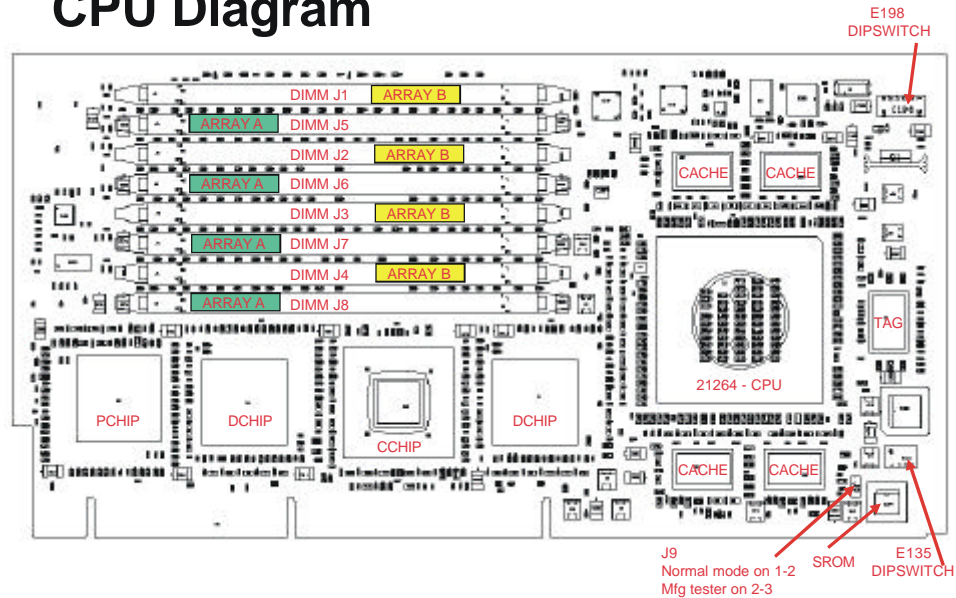 CPU Diagram
E198
DIPSWITCH
DIMM J1 ARRAY B
ARRAY A DIMM J5
DIMM J2 ARRAY B
ARRAY A DIMM J6
DIMM J3 ARRAY B
ARRAY A DIMM J7
DIMM J4 ARRAY B
ARRAY A DIMM J8
CACHE CACHE
TAG
21264 - CPU
PCHIP
DCHIP
CCHIP
DCHIP
CACHE CACHE
J9
Normal mode on 1-2
Mfg tester on 2-3
SROM
E135
DIPSWITCH